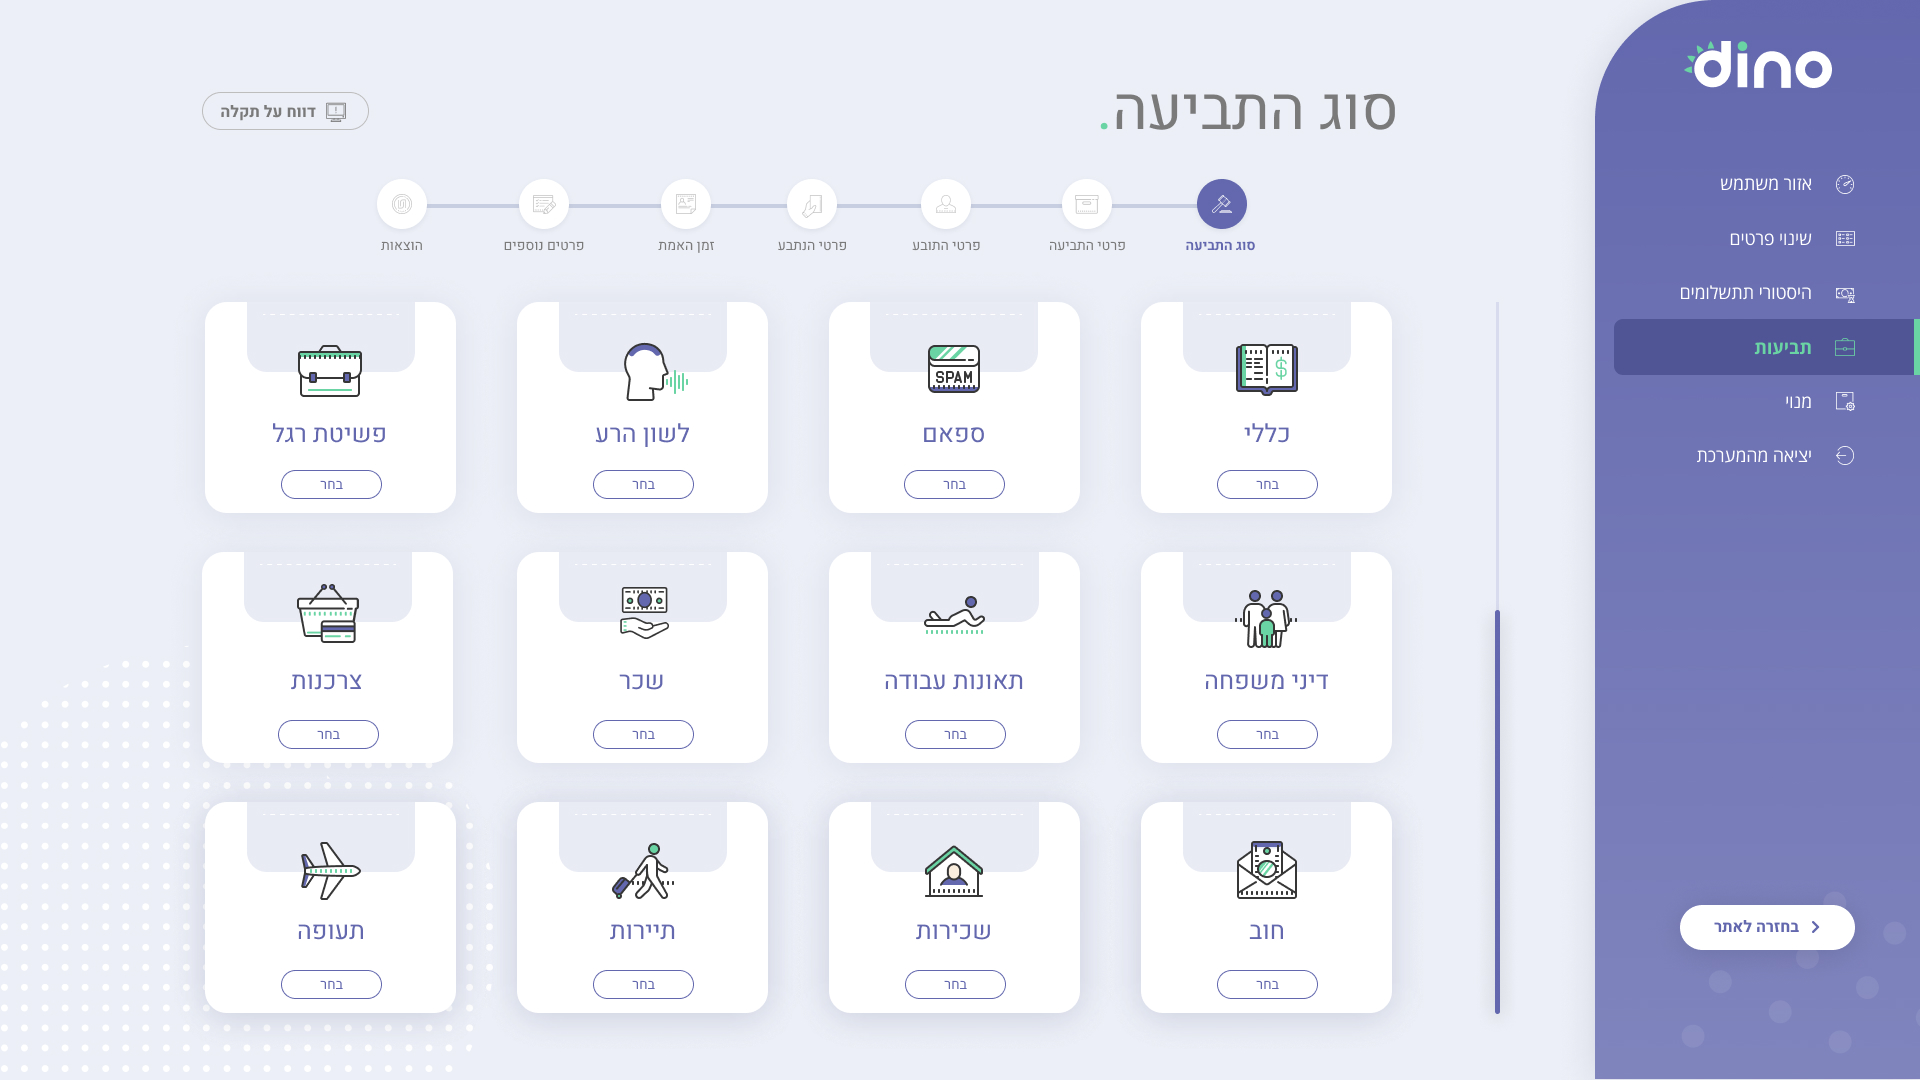 dino
אזור משתמש
שינוי פרטים
היסטורי תתשלומים
תביעות
מנוי
יציאה מהמערכת
בחזרה לאתר
סוג התביעה.
דווח על תקלה
סוג התביעה
פרטי התביעה
פרטי התובע
פרטי הנתבע
זמן האמת
פרטים נוספים
הוצאות
כללי
בחר
SPAM
ספאם
בחר
לשון הרע
בחר
פשיטת רגל
בחר
דיני משפחה
בחר
תאונות עבודה
בחר
שכר
בחר
צרכנות
בחר
חוב
בחר
שכירות
בחר
תיירות
בחר
תעופה
בחר